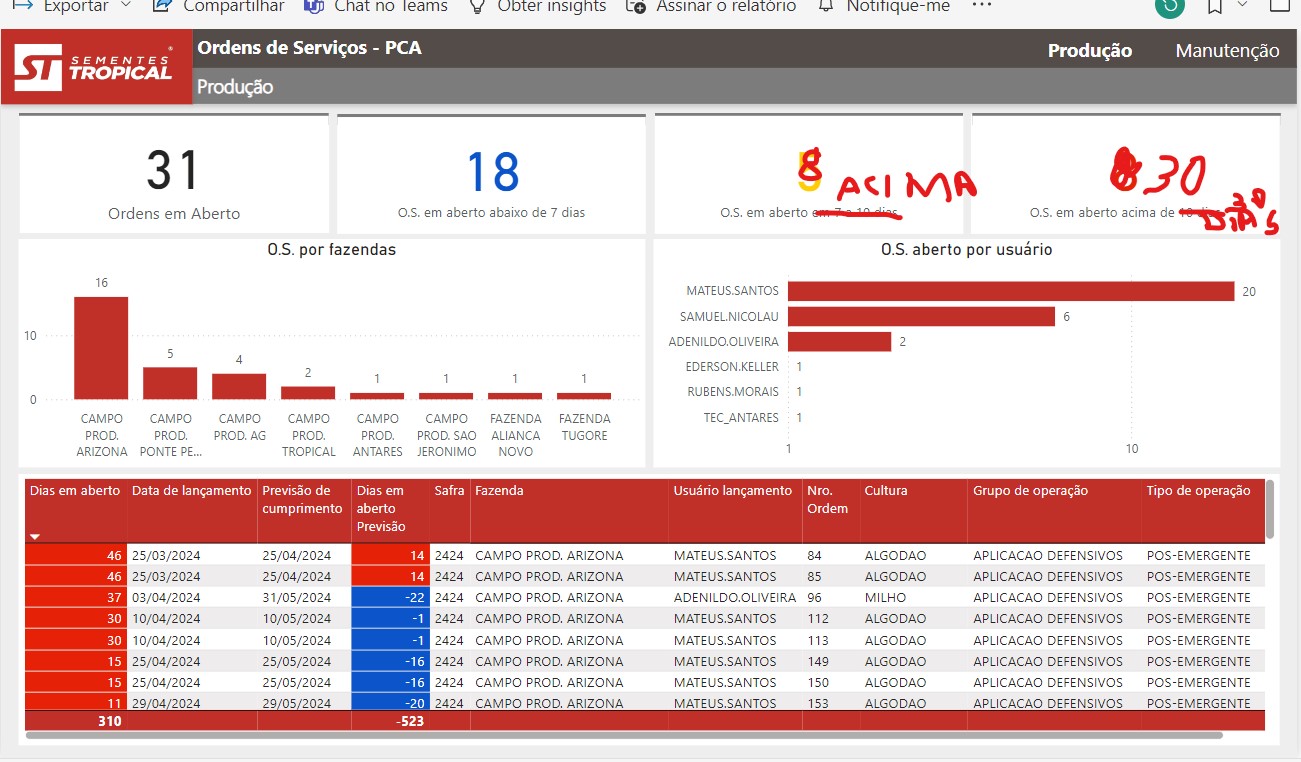 Exportar Compartilhar Chat no Teams Obter insights Assinar o relatório Notifique-me ...
ST SEMENTES TROPICAL
Ordens de Serviços - PCA
Produção Manutenção
Produção
31
Ordens em Aberto
18
O.S. em aberto abaixo de 7 dias
8 ACIMA
O.S. em aberto em 7 a 10 dias
30
O.S. em aberto acima de 10 dias
30
DIAS
O.S. por fazendas
16
5
4
2
1
1
1
1
10
0
CAMPO PROD. ARIZONA
CAMPO PROD. PONTE PE...
CAMPO PROD. AG
CAMPO PROD. TROPICAL
CAMPO PROD. ANTARES
CAMPO PROD. SAO JERONIMO
FAZENDA ALIANCA NOVO
FAZENDA TUGORE
O.S. aberto por usuário
MATEUS.SANTOS 20
SAMUEL.NICOLAU 6
ADENILDO.OLIVEIRA 2
EDERSON.KELLER 1
RUBENS.MORAIS 1
TEC_ANTARES 1
1 10
Dias em aberto Data de lançamento Previsão de cumprimento Dias em aberto Previsão Safra Fazenda Usuário lançamento Nro. Ordem Cultura Grupo de operação Tipo de operação
46 25/03/2024 25/04/2024 14 2424 CAMPO PROD. ARIZONA MATEUS.SANTOS 84 ALGODAO APLICACAO DEFENSIVOS POS-EMERGENTE
46 25/03/2024 25/04/2024 14 2424 CAMPO PROD. ARIZONA MATEUS.SANTOS 85 ALGODAO APLICACAO DEFENSIVOS POS-EMERGENTE
37 03/04/2024 31/05/2024 -22 2424 CAMPO PROD. ARIZONA ADENILDO.OLIVEIRA 96 MILHO APLICACAO DEFENSIVOS POS-EMERGENTE
30 10/04/2024 10/05/2024 -1 2424 CAMPO PROD. ARIZONA MATEUS.SANTOS 112 ALGODAO APLICACAO DEFENSIVOS POS-EMERGENTE
30 10/04/2024 10/05/2024 -1 2424 CAMPO PROD. ARIZONA MATEUS.SANTOS 113 ALGODAO APLICACAO DEFENSIVOS POS-EMERGENTE
15 25/04/2024 25/05/2024 -16 2424 CAMPO PROD. ARIZONA MATEUS.SANTOS 149 ALGODAO APLICACAO DEFENSIVOS POS-EMERGENTE
15 25/04/2024 25/05/2024 -16 2424 CAMPO PROD. ARIZONA MATEUS.SANTOS 150 ALGODAO APLICACAO DEFENSIVOS POS-EMERGENTE
11 29/04/2024 29/05/2024 -20 2424 CAMPO PROD. ARIZONA MATEUS.SANTOS 153 ALGODAO APLICACAO DEFENSIVOS POS-EMERGENTE
310 -523